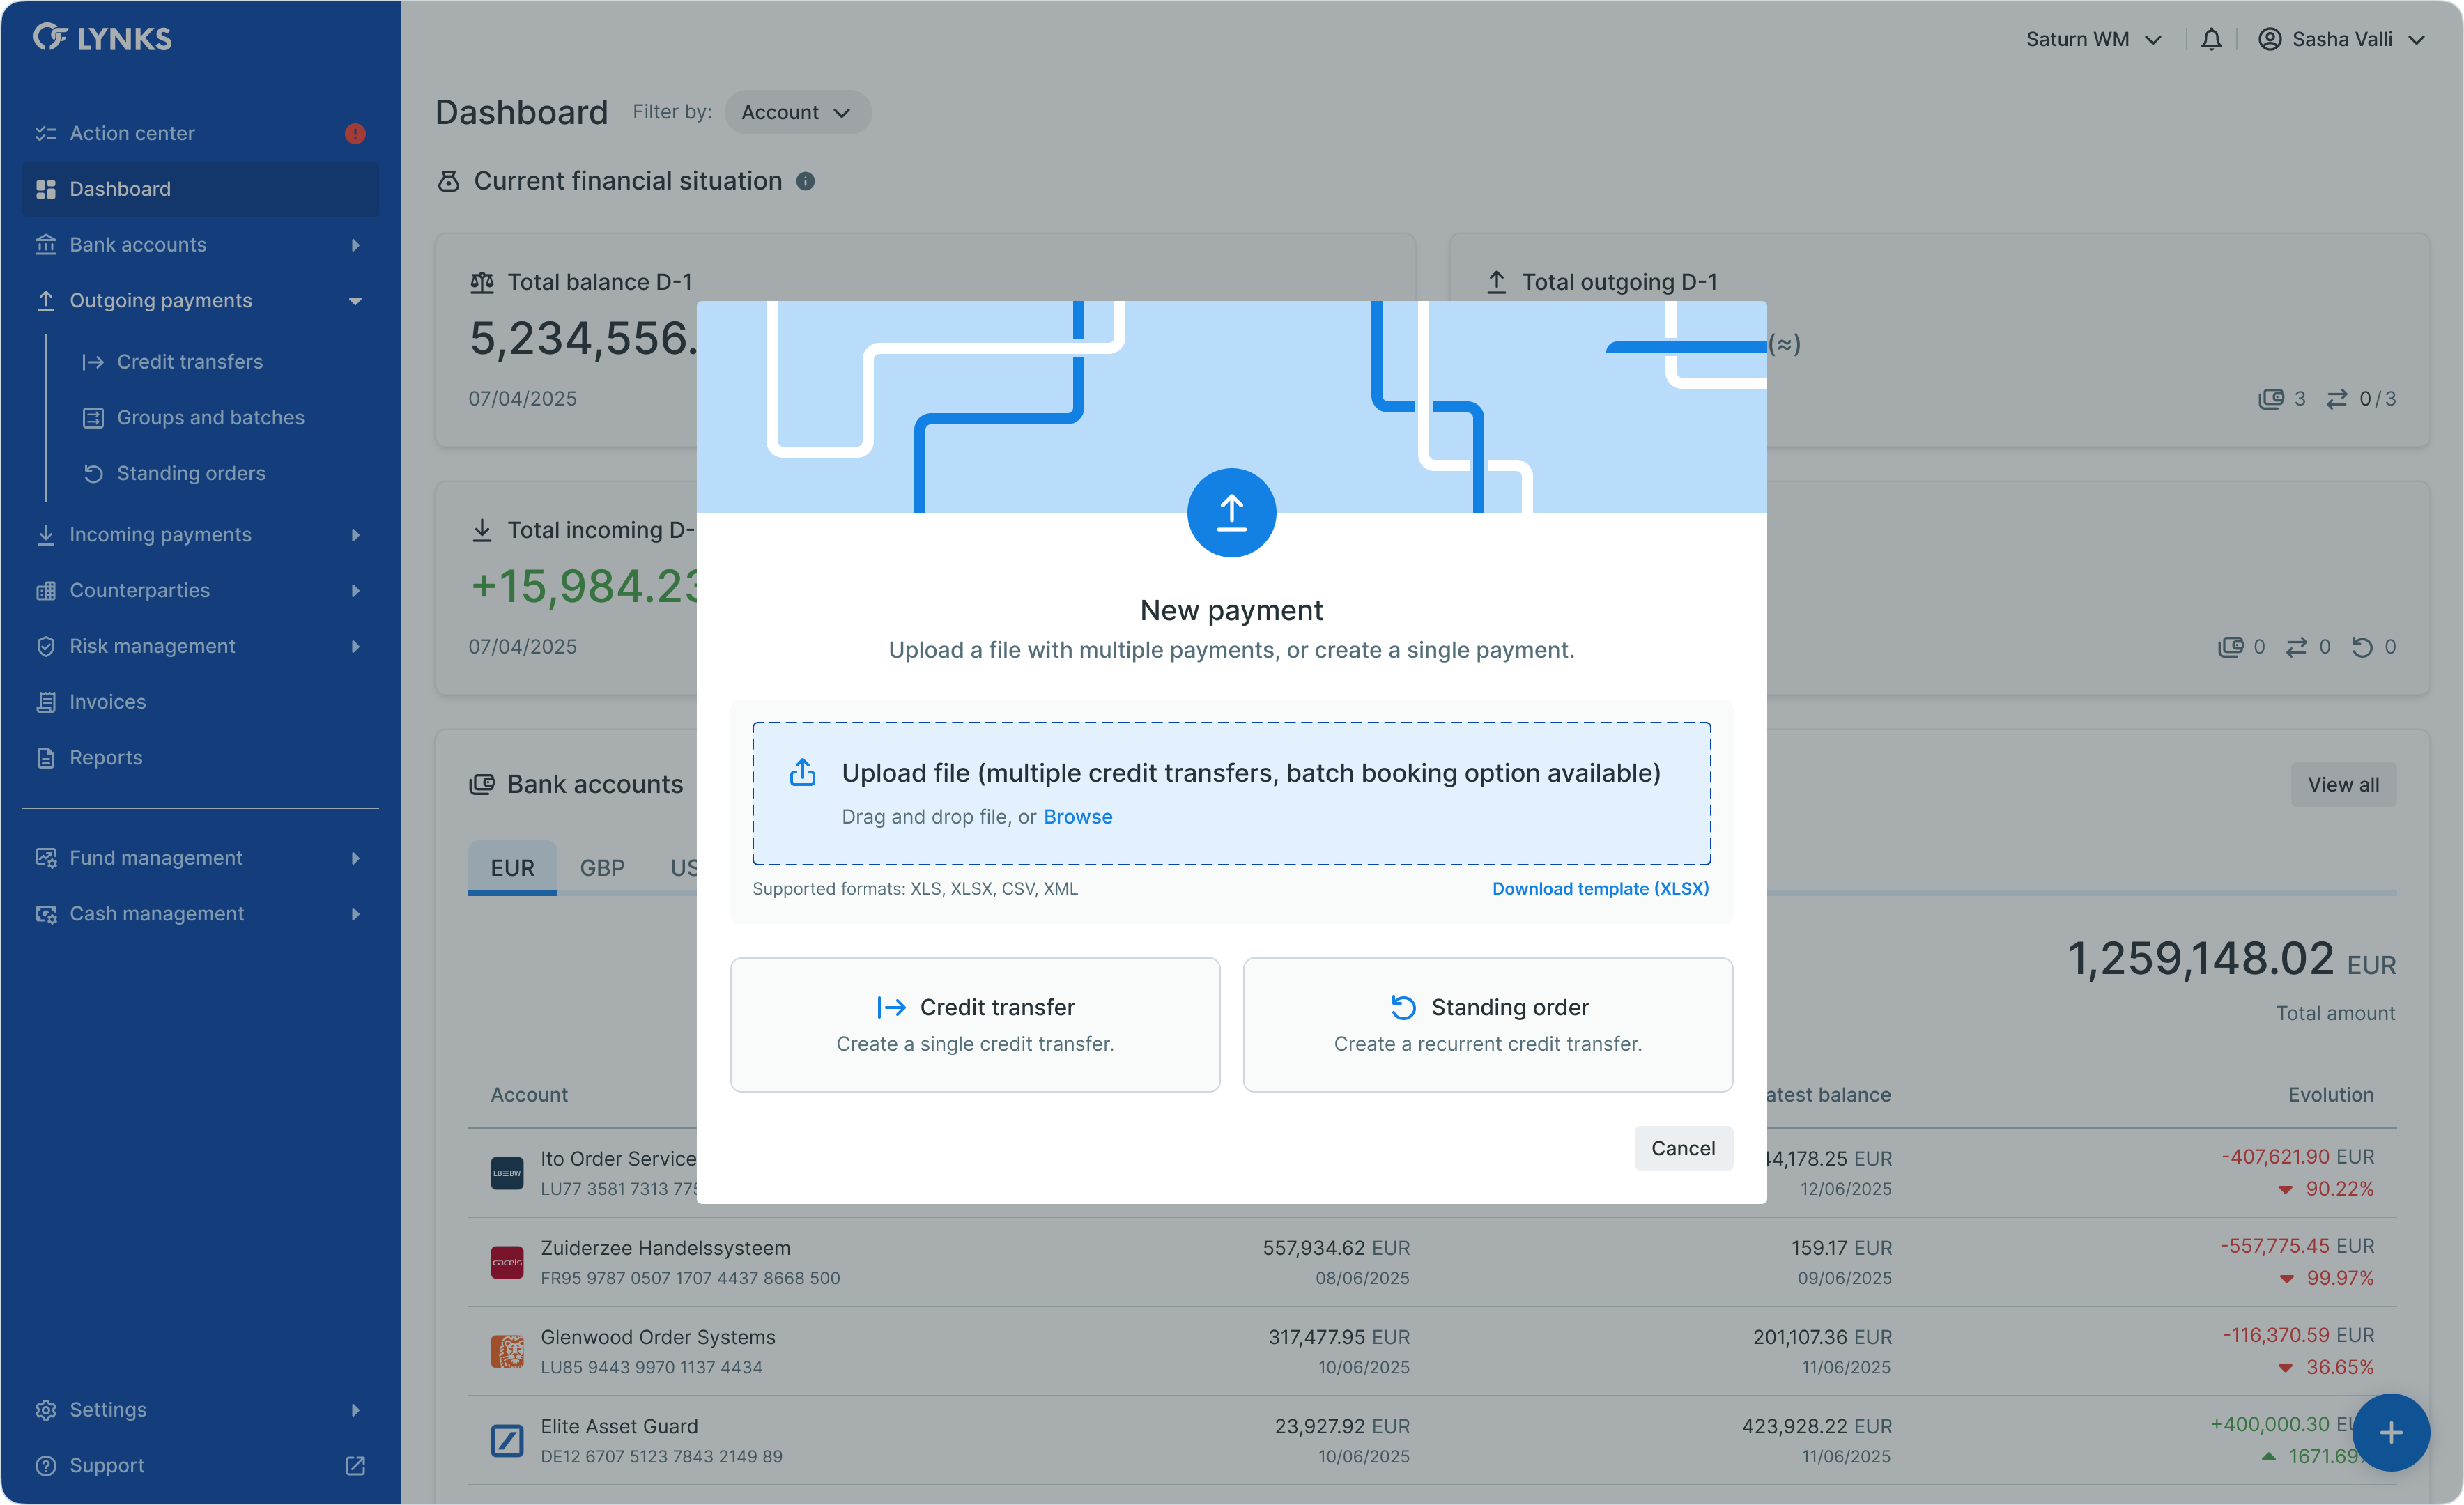 LYNKS
Saturn WM
Sasha Valli
Action center
Dashboard
Bank accounts
Outgoing payments
Credit transfers
Groups and batches
Standing orders
Incoming payments
Counterparties
Risk management
Invoices
Reports
Fund management
Cash management
Settings
Support
Dashboard
Filter by:
Account
Current financial situation
Total balance D-1
5,234,556.
07/04/2025
Total outgoing D-1
(≈)
3
0 / 3
Total incoming D-
+15,984.23
07/04/2025
0
0
0
Bank accounts
View all
EUR
GBP
US
1,259,148.02 EUR
Total amount
Account
atest balance
Evolution
LBBW
Ito Order Service
LU77 3581 7313 775
44,178.25 EUR
12/06/2025
-407,621.90 EUR
90.22%
caceis
Zuiderzee Handelssysteem
FR95 9787 0507 1707 4437 8668 500
557,934.62 EUR
08/06/2025
159.17 EUR
09/06/2025
-557,775.45 EUR
99.97%
Glenwood Order Systems
LU85 9443 9970 1137 4434
317,477.95 EUR
10/06/2025
201,107.36 EUR
11/06/2025
-116,370.59 EUR
36.65%
Elite Asset Guard
DE12 6707 5123 7843 2149 89
23,927.92 EUR
10/06/2025
423,928.22 EUR
11/06/2025
+400,000.30 EU
1671.69
New payment
Upload a file with multiple payments, or create a single payment.
Upload file (multiple credit transfers, batch booking option available)
Drag and drop file, or Browse
Supported formats: XLS, XLSX, CSV, XML
Download template (XLSX)
Credit transfer
Create a single credit transfer.
Standing order
Create a recurrent credit transfer.
Cancel